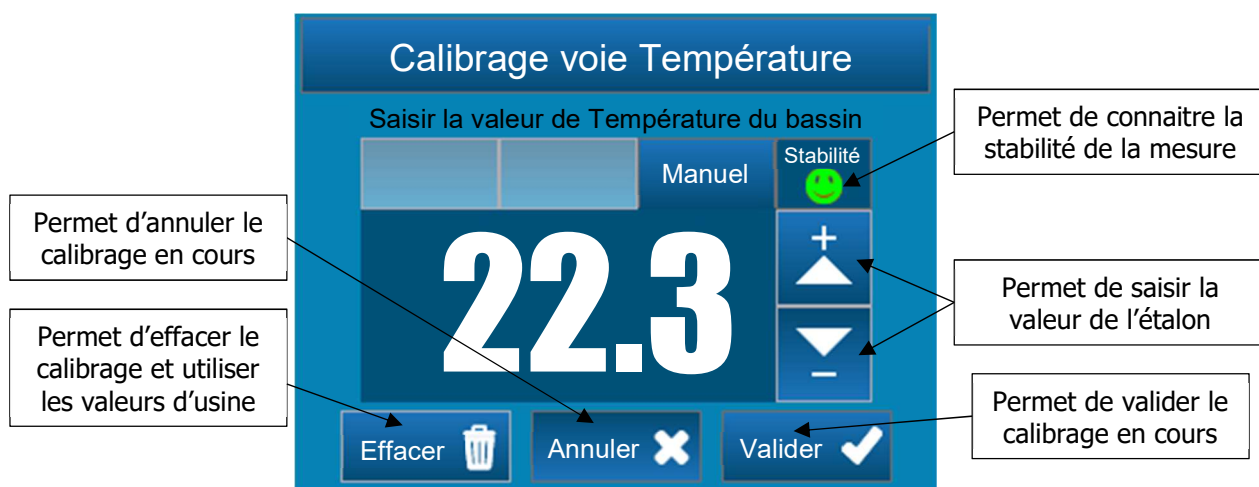 Calibrage voie Température
Saisir la valeur de Température du bassin
Manuel
Stabilité
22.3
+
−
Effacer
Annuler
Valider
Permet d’annuler le
calibrage en cours
Permet d’effacer le
calibrage et utiliser
les valeurs d’usine
Permet de connaitre la
stabilité de la mesure
Permet de saisir la
valeur de l’étalon
Permet de valider le
calibrage en cours